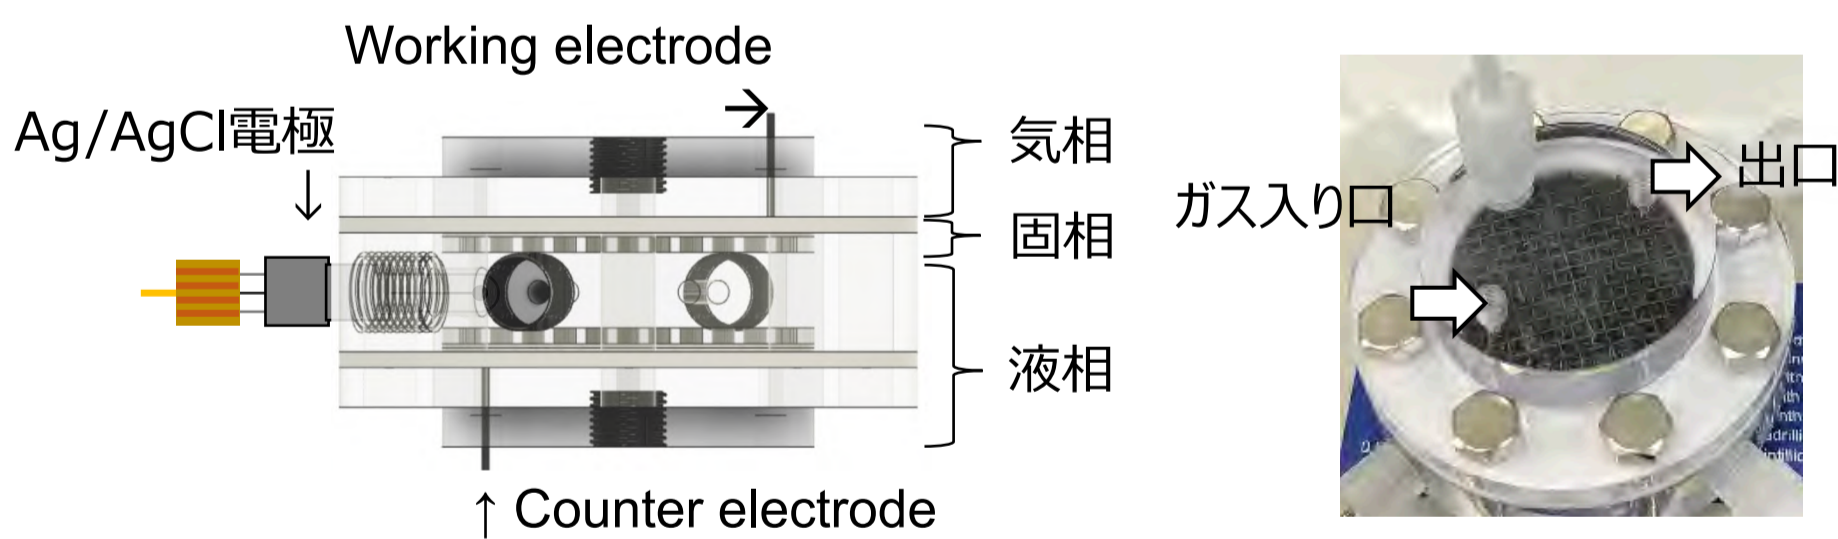 Working electrode
Ag/AgCl電極
気相
固相
液相
Counter electrode
ガス入り口
出口